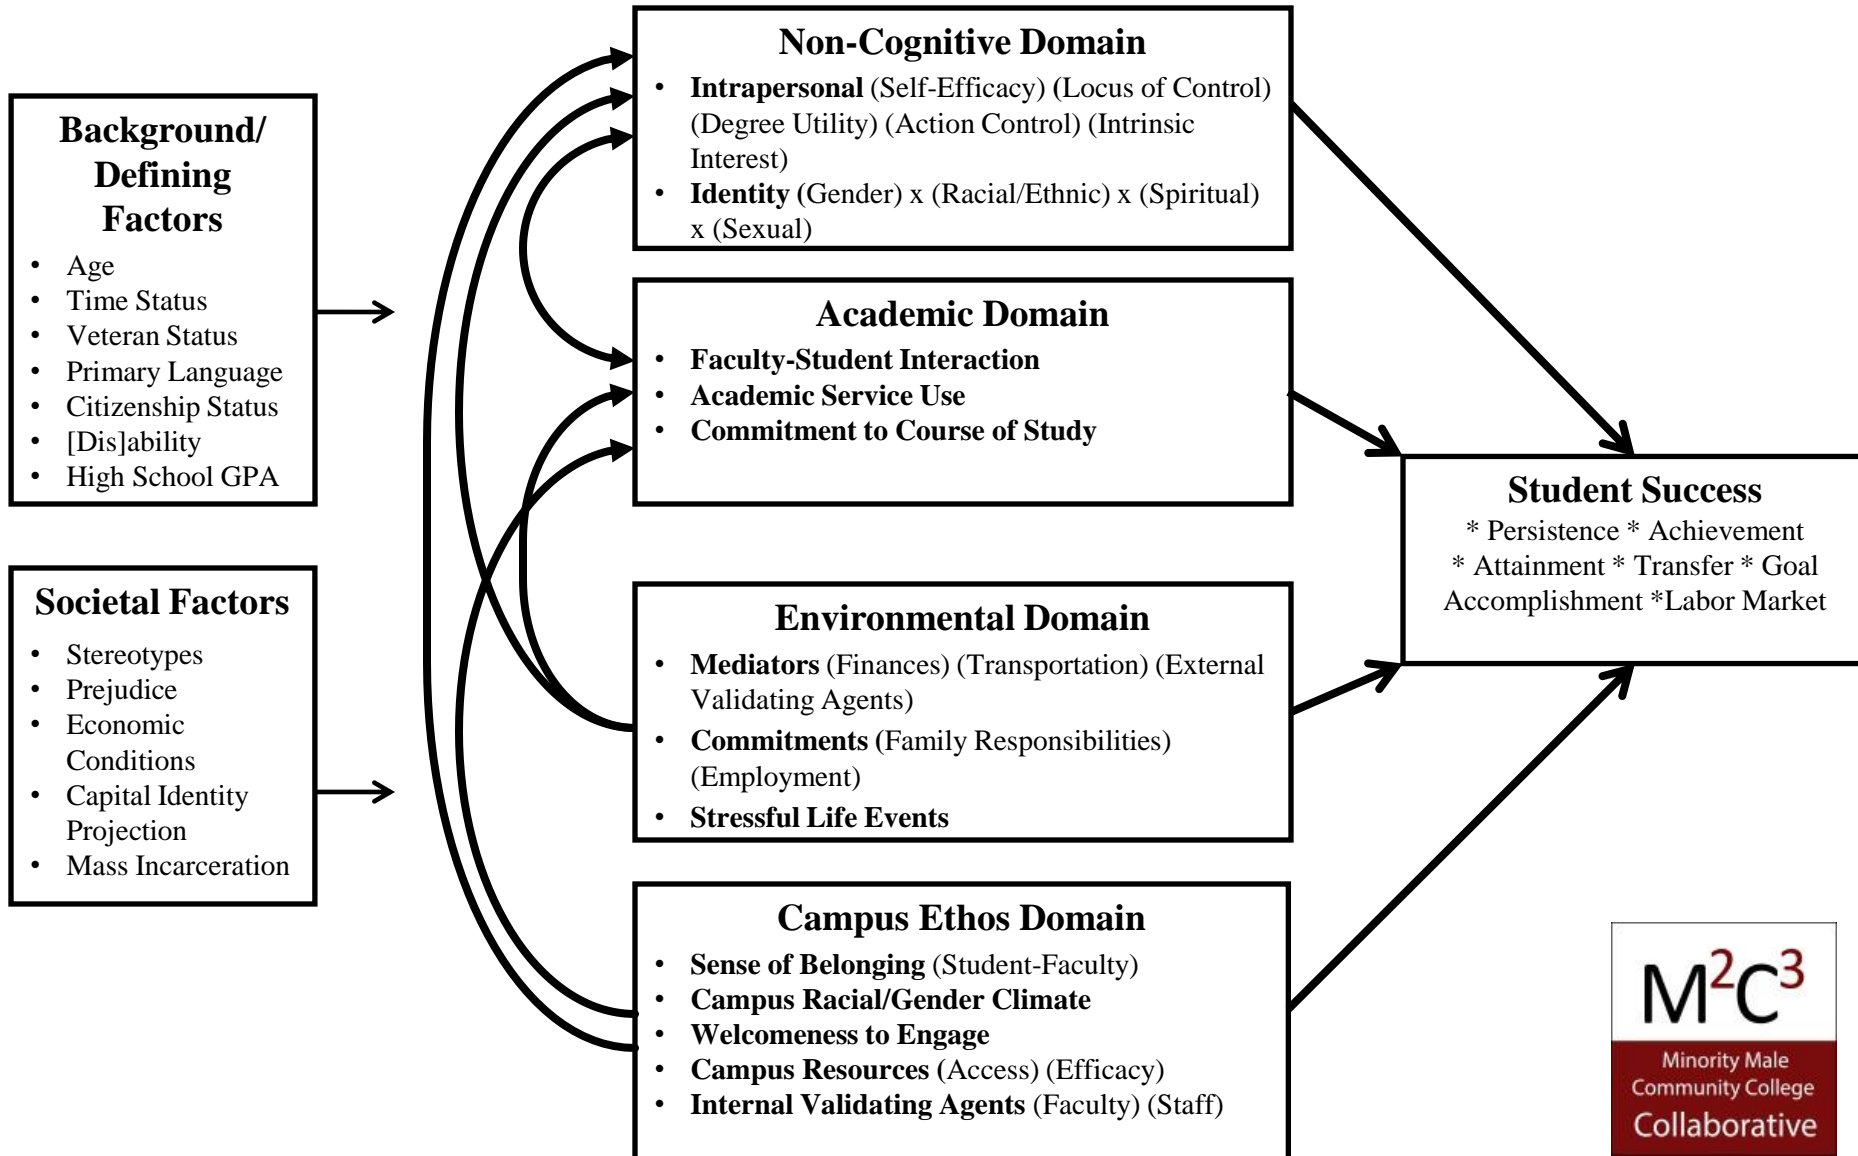 Background/
Defining
Factors
• Age
• Time Status
• Veteran Status
• Primary Language
• Citizenship Status
• [Dis]ability
• High School GPA
Societal Factors
• Stereotypes
• Prejudice
• Economic
Conditions
• Capital Identity
Projection
• Mass Incarceration
Non-Cognitive Domain
• Intrapersonal (Self-Efficacy) (Locus of Control)
(Degree Utility) (Action Control) (Intrinsic
Interest)
• Identity (Gender) x (Racial/Ethnic) x (Spiritual)
x (Sexual)
Academic Domain
• Faculty-Student Interaction
• Academic Service Use
• Commitment to Course of Study
Environmental Domain
• Mediators (Finances) (Transportation) (External
Validating Agents)
• Commitments (Family Responsibilities)
(Employment)
• Stressful Life Events
Campus Ethos Domain
• Sense of Belonging (Student-Faculty)
• Campus Racial/Gender Climate
• Welcomeness to Engage
• Campus Resources (Access) (Efficacy)
• Internal Validating Agents (Faculty) (Staff)
Student Success
* Persistence * Achievement
* Attainment * Transfer * Goal
Accomplishment *Labor Market
M²C³
Minority Male
Community College
Collaborative